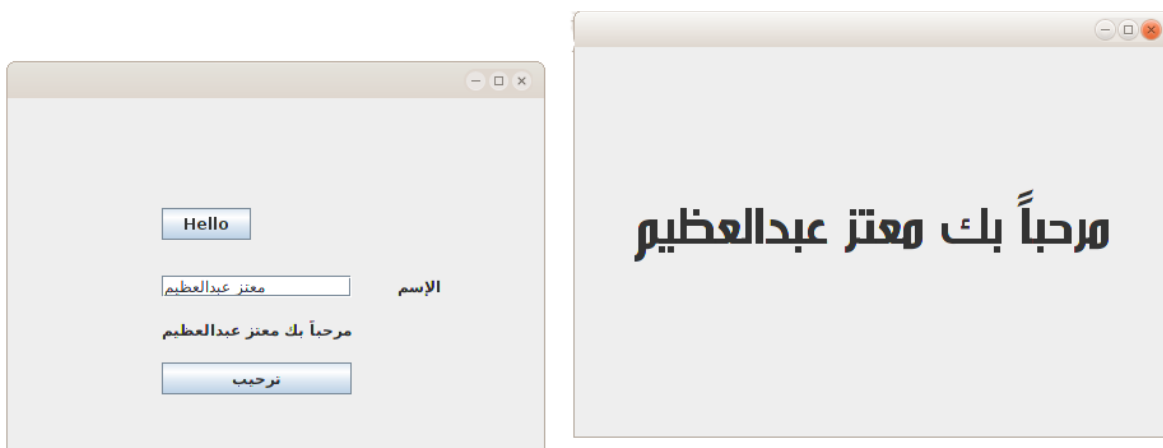 Hello
الإسم معتز عبدالعظيم
مرحباً بك معتز عبدالعظيم
ترحيب
مرحباً بك معتز عبدالعظيم